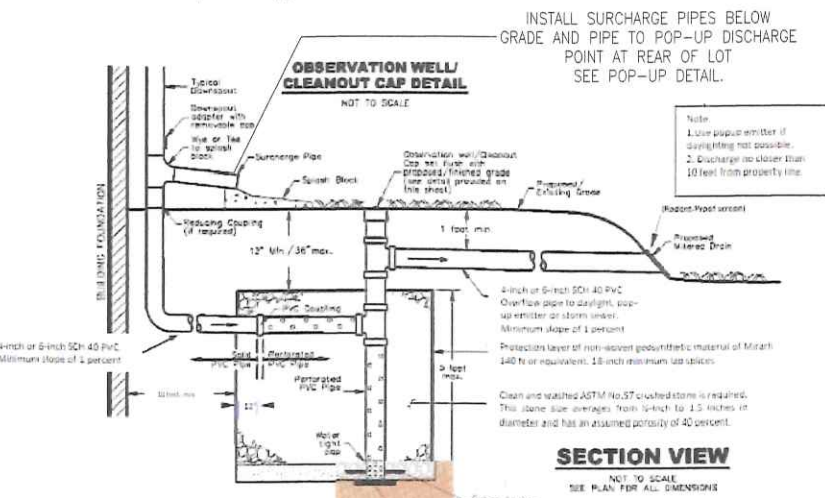 INSTALL SURCHARGE PIPES BELOW
GRADE AND PIPE TO POP-UP DISCHARGE
POINT AT REAR OF LOT
SEE POP-UP DETAIL.
OBSERVATION WELL/
CLEANOUT CAP DETAIL
NOT TO SCALE
Typical
Downspout
Downspout
adapter with
removable cap
Wye or Tee
to splash
block
Surcharge Pipe
Splash Block
Observation well/Cleanout
Cap set flush with
proposed/finished grade
(see detail provided on
this sheet)
Proposed/
Existing Grade
Note:
1. Use popup emitter if
daylighting not possible.
2. Discharge no closer than
10 feet from property line.
(Rodent-Proof screen)
Proposed
Mitered Drain
BUILDING FOUNDATION
Reducing Coupling
(if required)
12" Min / 36" max.
1 foot min.
4-inch or 6-inch SCH 40 PVC
Overflow pipe to daylight, pop-
up emitter or storm sewer.
Minimum slope of 1 percent
PVC Coupling
4-inch or 6-inch SCH 40 PVC
Minimum slope of 1 percent
Solid
PVC Pipe
Perforated
PVC Pipe
Perforated
PVC Pipe
10 feet min
12"
5 feet
max.
Protection layer of non-woven geosynthetic material of Mirafi
140 N or equivalent. 18-inch minimum lap splices
Clean and washed ASTM No.57 crushed stone is required.
This stone size averages from ½-inch to 1.5 inches in
diameter and has an assumed porosity of 40 percent.
Water
tight
cap
SECTION VIEW
NOT TO SCALE
SEE PLAN FOR ALL DIMENSIONS